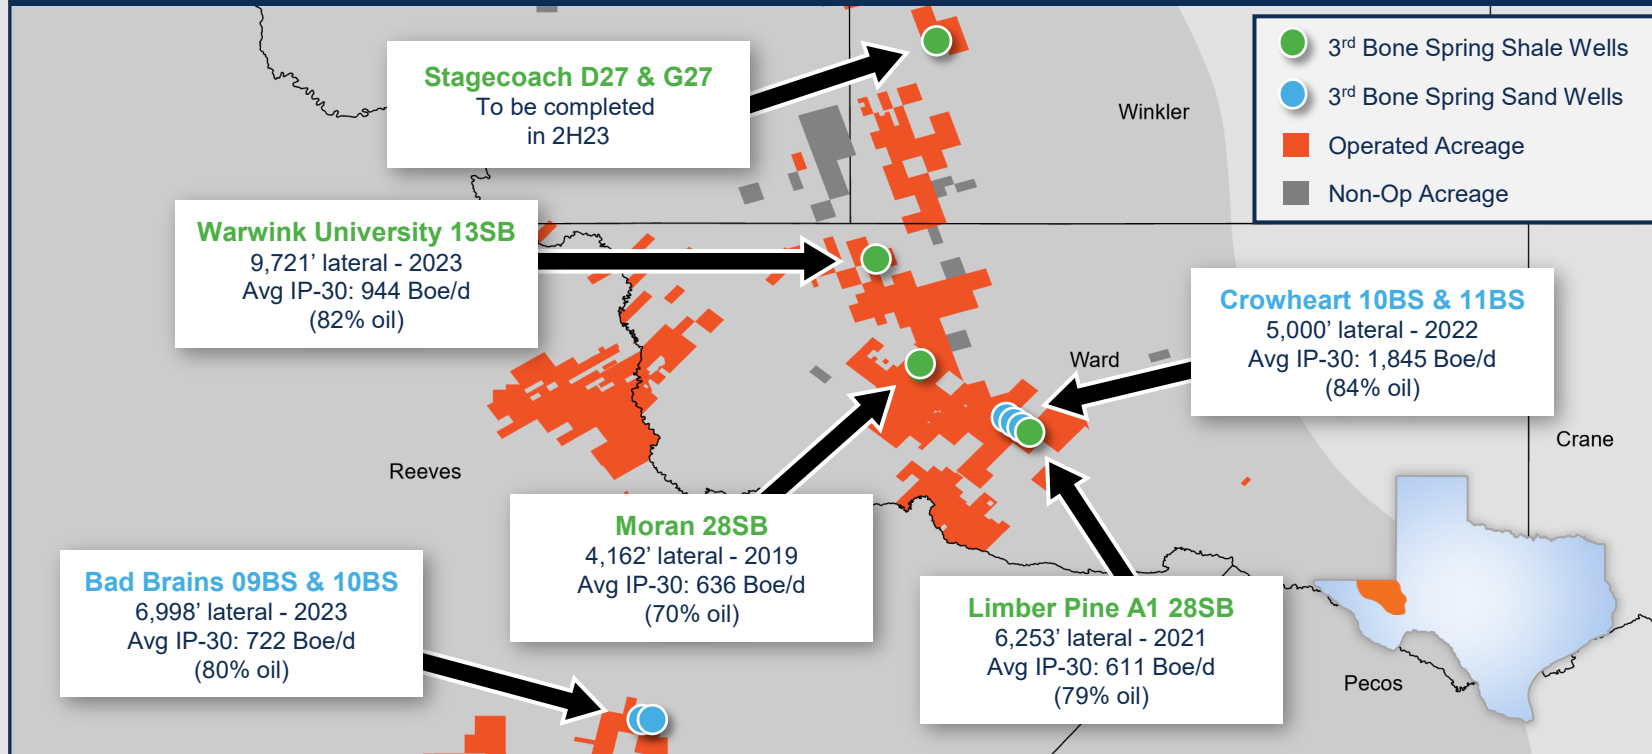 Stagecoach D27 & G27
To be completed
in 2H23
3rd Bone Spring Shale Wells
3rd Bone Spring Sand Wells
Operated Acreage
Non-Op Acreage
Winkler
Warwink University 13SB
9,721’ lateral - 2023
Avg IP-30: 944 Boe/d
(82% oil)
Crowheart 10BS & 11BS
5,000’ lateral - 2022
Avg IP-30: 1,845 Boe/d
(84% oil)
Ward
Crane
Reeves
Moran 28SB
4,162’ lateral - 2019
Avg IP-30: 636 Boe/d
(70% oil)
Bad Brains 09BS & 10BS
6,998’ lateral - 2023
Avg IP-30: 722 Boe/d
(80% oil)
Limber Pine A1 28SB
6,253’ lateral - 2021
Avg IP-30: 611 Boe/d
(79% oil)
Pecos